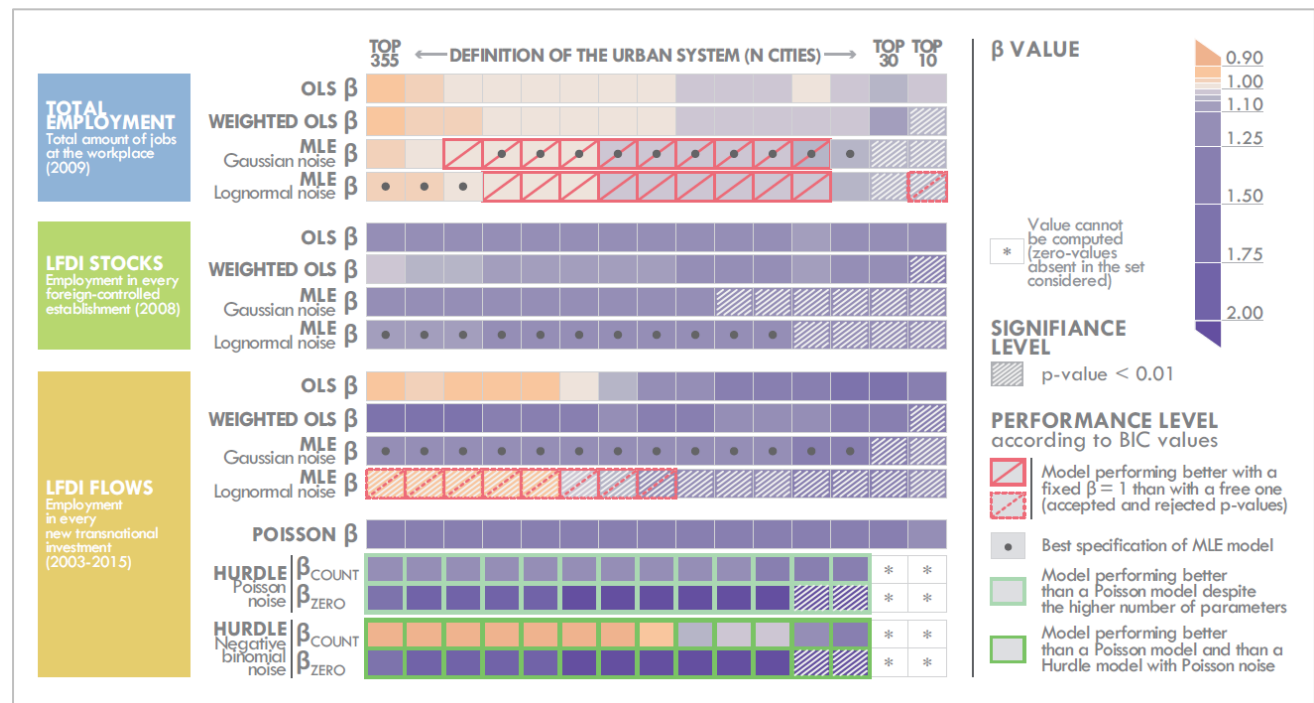 TOP 355 ← DEFINITION OF THE URBAN SYSTEM (N CITIES) → TOP 30 TOP 10
TOTAL EMPLOYMENT
Total amount of jobs
at the workplace
(2009)
OLS β
WEIGHTED OLS β
MLE β
Gaussian noise
MLE β
Lognormal noise
LFDI STOCKS
Employment in every
foreign-controlled
establishment (2008)
OLS β
WEIGHTED OLS β
MLE β
Gaussian noise
MLE β
Lognormal noise
LFDI FLOWS
Employment
in every
new transnational
investment
(2003-2015)
OLS β
WEIGHTED OLS β
MLE β
Gaussian noise
MLE β
Lognormal noise
POISSON β
HURDLE
Poisson
noise
βCOUNT
* *
βZERO
* *
HURDLE
Negative
binomial
noise
βCOUNT
* *
βZERO
* *
β VALUE
0.90
1.00
1.10
1.25
1.50
1.75
2.00
*
Value cannot
be computed
(zero-values
absent in the set
considered)
SIGNIFIANCE
LEVEL
p-value < 0.01
PERFORMANCE LEVEL
according to BIC values
Model performing better with a
fixed β = 1 than with a free one
(accepted and rejected p-values)
Best specification of MLE model
Model performing better
than a Poisson model despite
the higher number of parameters
Model performing better
than a Poisson model and than a
Hurdle model with Poisson noise